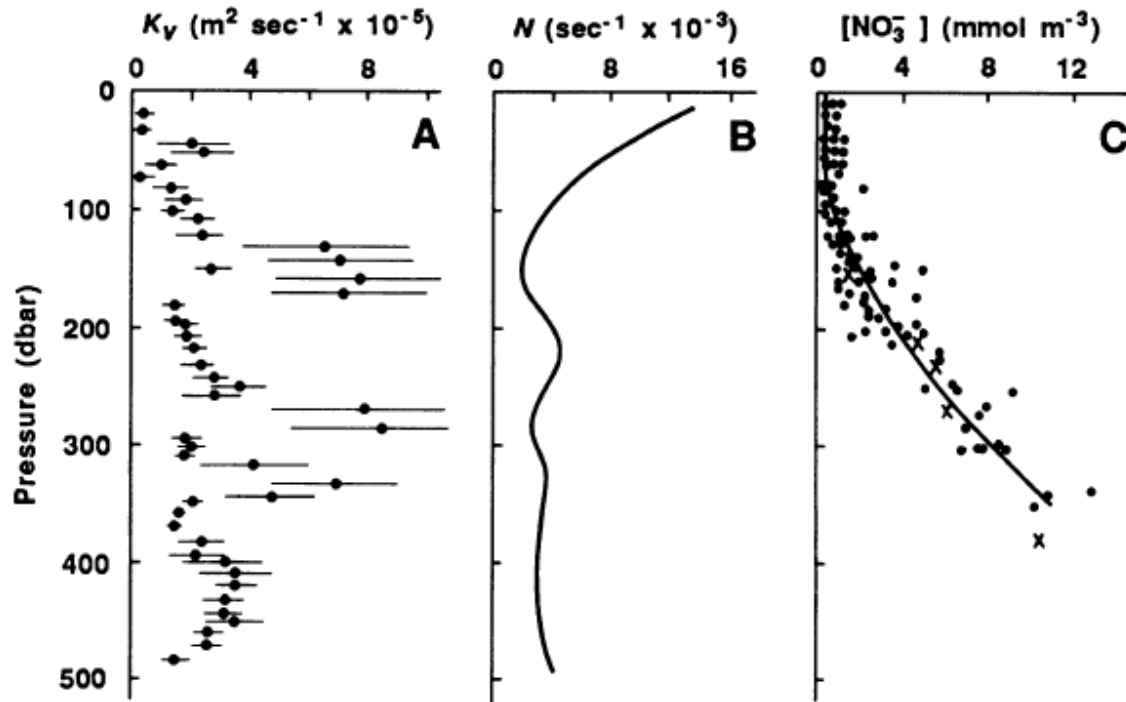 K_v (m² sec⁻¹ x 10⁻⁵)
N (sec⁻¹ x 10⁻³)
[NO₃⁻ ] (mmol m⁻³)
0 4 8
0 8 16
0 4 8 12
A
B
C
Pressure (dbar)
0
100
200
300
400
500